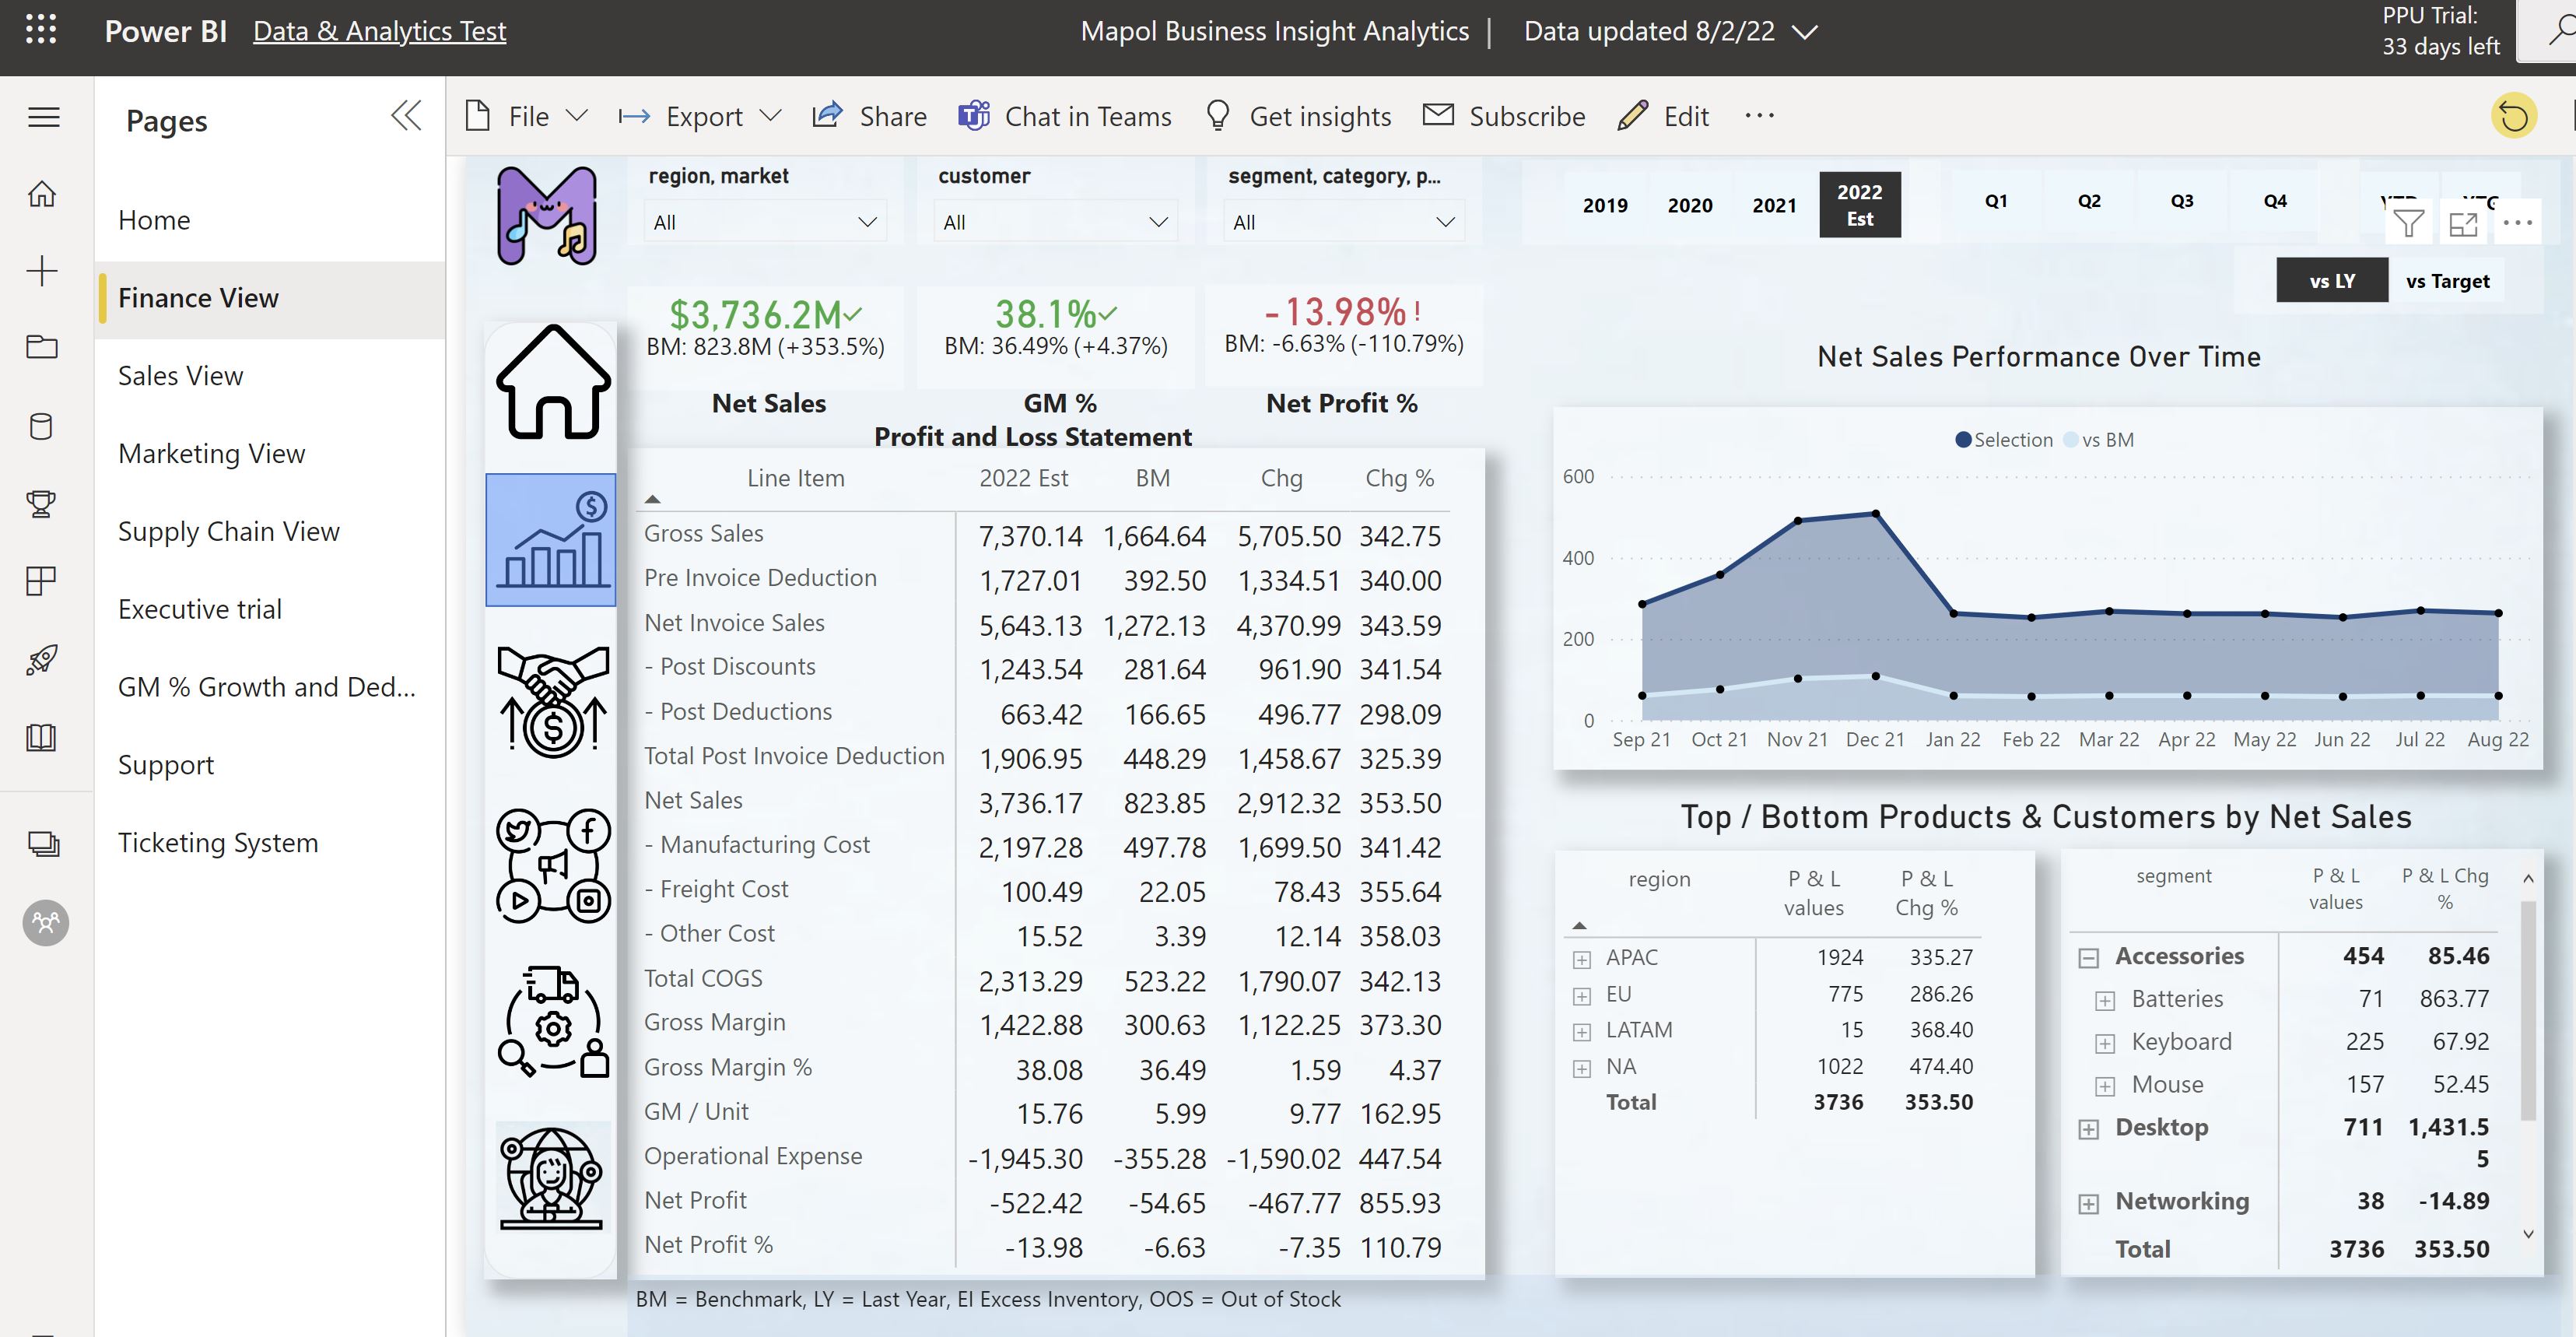 Power BI Data & Analytics Test
Mapol Business Insight Analytics | Data updated 8/2/22
PPU Trial:
33 days left
Pages
Home
Finance View
Sales View
Marketing View
Supply Chain View
Executive trial
GM % Growth and Ded...
Support
Ticketing System
File Export Share Chat in Teams Get insights Subscribe Edit ...
region, market
All
customer
All
segment, category, p...
All
2019 2020 2021 2022 Est
Q1 Q2 Q3 Q4
vs LY vs Target
$3,736.2M
BM: 823.8M (+353.5%)
Net Sales
38.1%
BM: 36.49% (+4.37%)
GM %
-13.98% !
BM: -6.63% (-110.79%)
Net Profit %
Profit and Loss Statement
Line Item 2022 Est BM Chg Chg %
Gross Sales 7,370.14 1,664.64 5,705.50 342.75
Pre Invoice Deduction 1,727.01 392.50 1,334.51 340.00
Net Invoice Sales 5,643.13 1,272.13 4,370.99 343.59
- Post Discounts 1,243.54 281.64 961.90 341.54
- Post Deductions 663.42 166.65 496.77 298.09
Total Post Invoice Deduction 1,906.95 448.29 1,458.67 325.39
Net Sales 3,736.17 823.85 2,912.32 353.50
- Manufacturing Cost 2,197.28 497.78 1,699.50 341.42
- Freight Cost 100.49 22.05 78.43 355.64
- Other Cost 15.52 3.39 12.14 358.03
Total COGS 2,313.29 523.22 1,790.07 342.13
Gross Margin 1,422.88 300.63 1,122.25 373.30
Gross Margin % 38.08 36.49 1.59 4.37
GM / Unit 15.76 5.99 9.77 162.95
Operational Expense -1,945.30 -355.28 -1,590.02 447.54
Net Profit -522.42 -54.65 -467.77 855.93
Net Profit % -13.98 -6.63 -7.35 110.79
BM = Benchmark, LY = Last Year, EI Excess Inventory, OOS = Out of Stock
Net Sales Performance Over Time
Selection vs BM
600
400
200
0
Sep 21 Oct 21 Nov 21 Dec 21 Jan 22 Feb 22 Mar 22 Apr 22 May 22 Jun 22 Jul 22 Aug 22
Top / Bottom Products & Customers by Net Sales
region P & L values P & L Chg %
APAC 1924 335.27
EU 775 286.26
LATAM 15 368.40
NA 1022 474.40
Total 3736 353.50
segment P & L values P & L Chg %
Accessories 454 85.46
Batteries 71 863.77
Keyboard 225 67.92
Mouse 157 52.45
Desktop 711 1,431.5
5
Networking 38 -14.89
Total 3736 353.50